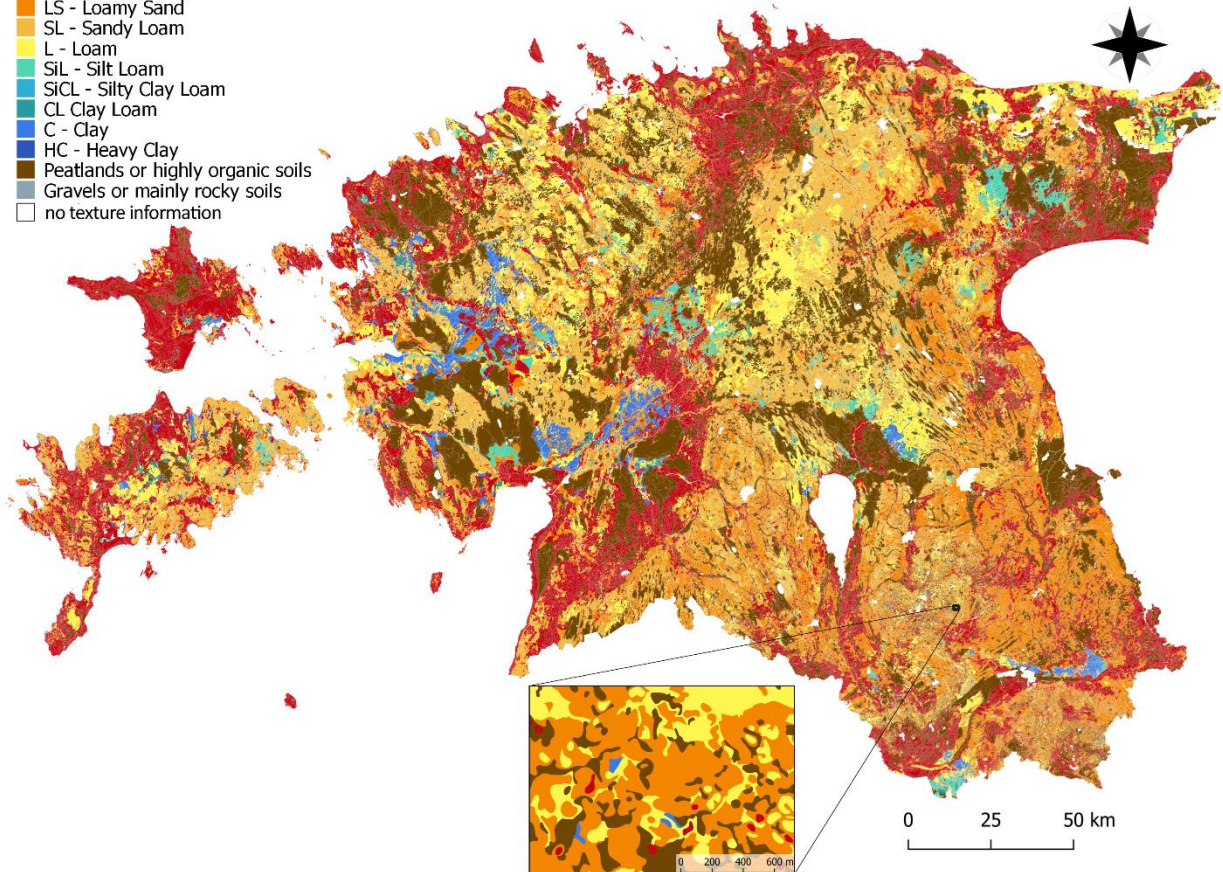 LS - Loamy Sand
SL - Sandy Loam
L - Loam
SiL - Silt Loam
SiCL - Silty Clay Loam
CL Clay Loam
C - Clay
HC - Heavy Clay
Peatlands or highly organic soils
Gravels or mainly rocky soils
no texture information
0 200 400 600 m
0 25 50 km